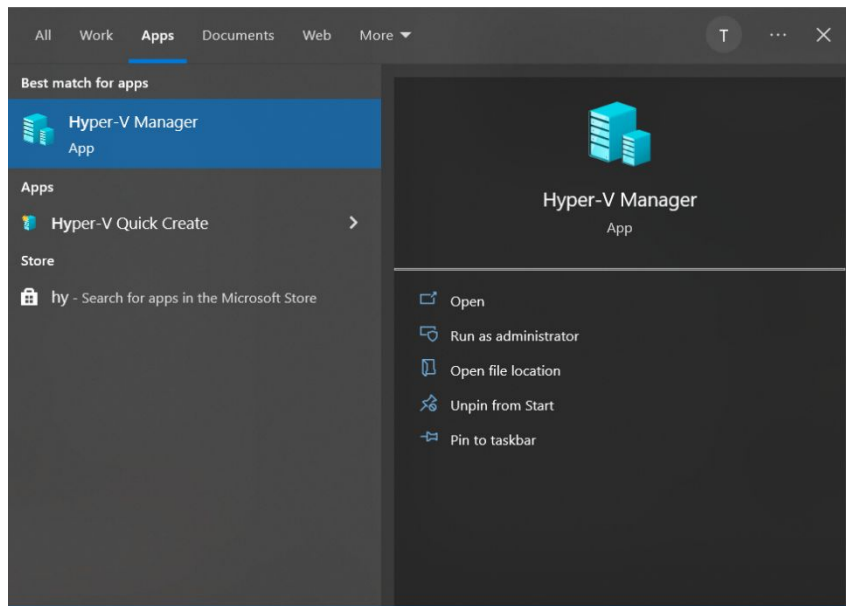 All Work Apps Documents Web More T ...
Best match for apps
Hyper-V Manager
App
Apps
Hyper-V Quick Create
Store
hy - Search for apps in the Microsoft Store
Hyper-V Manager
App
Open
Run as administrator
Open file location
Unpin from Start
Pin to taskbar